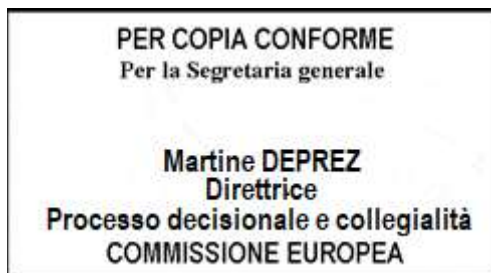 PER COPIA CONFORME
Per la Segretaria generale
Martine DEPREZ
Direttrice
Processo decisionale e collegialità
COMMISSIONE EUROPEA